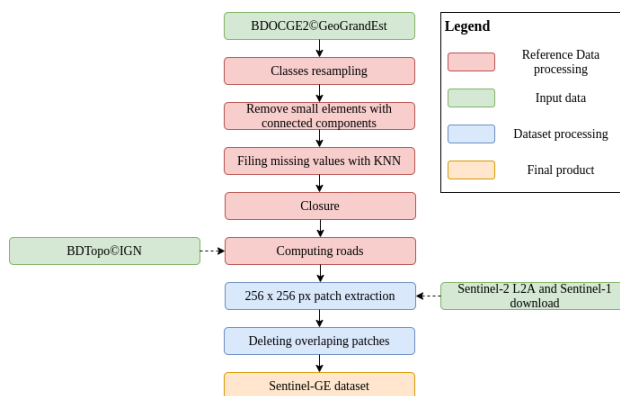 BDOCGE2©GeoGrandEst
Classes resampling
Remove small elements with
connected components
Filing missing values with KNN
Closure
BDTopo©IGN
Computing roads
256 x 256 px patch extraction
Sentinel-2 L2A and Sentinel-1
download
Deleting overlaping patches
Sentinel-GE dataset
Legend
Reference Data
processing
Input data
Dataset processing
Final product